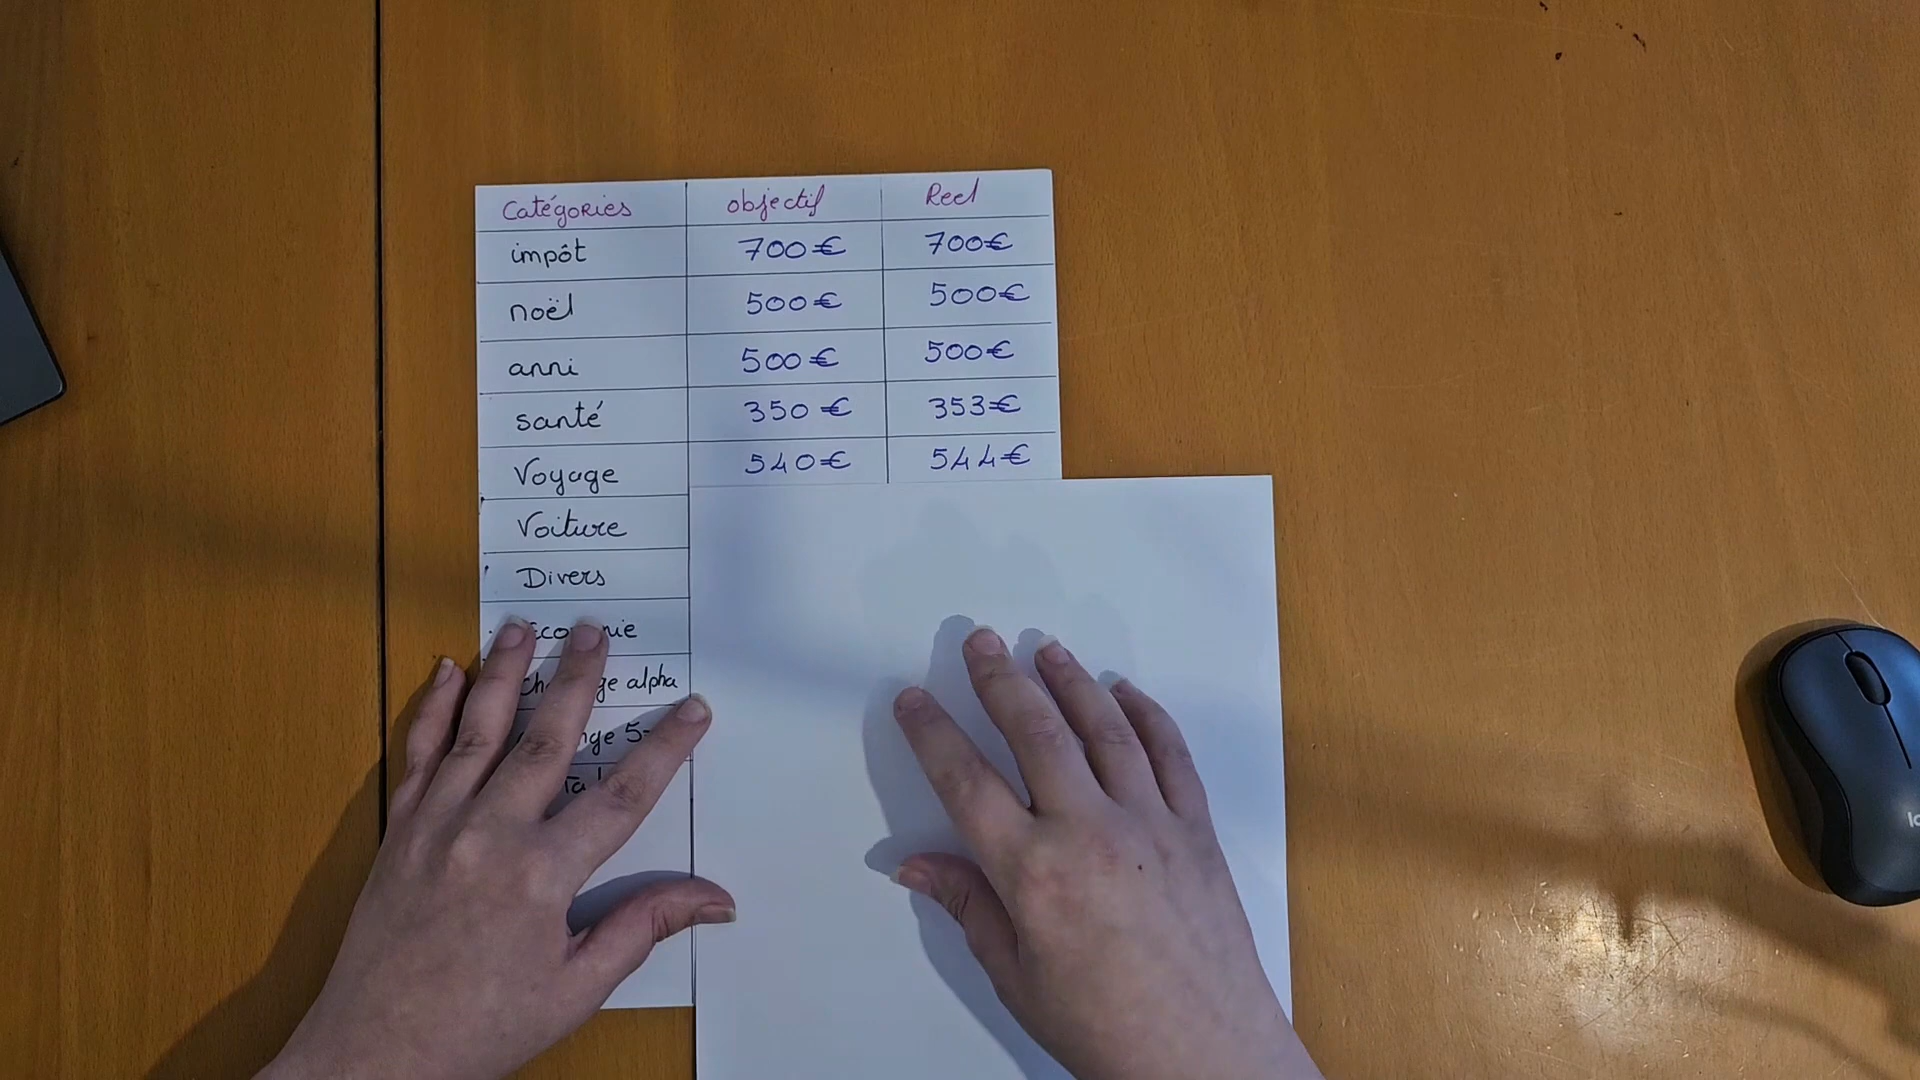 Catégories objectif Reel
impôt 700€ 700€
noël 500€ 500€
anni 500€ 500€
santé 350€ 353€
Voyage 540€ 544€
Voiture
Divers
alpha